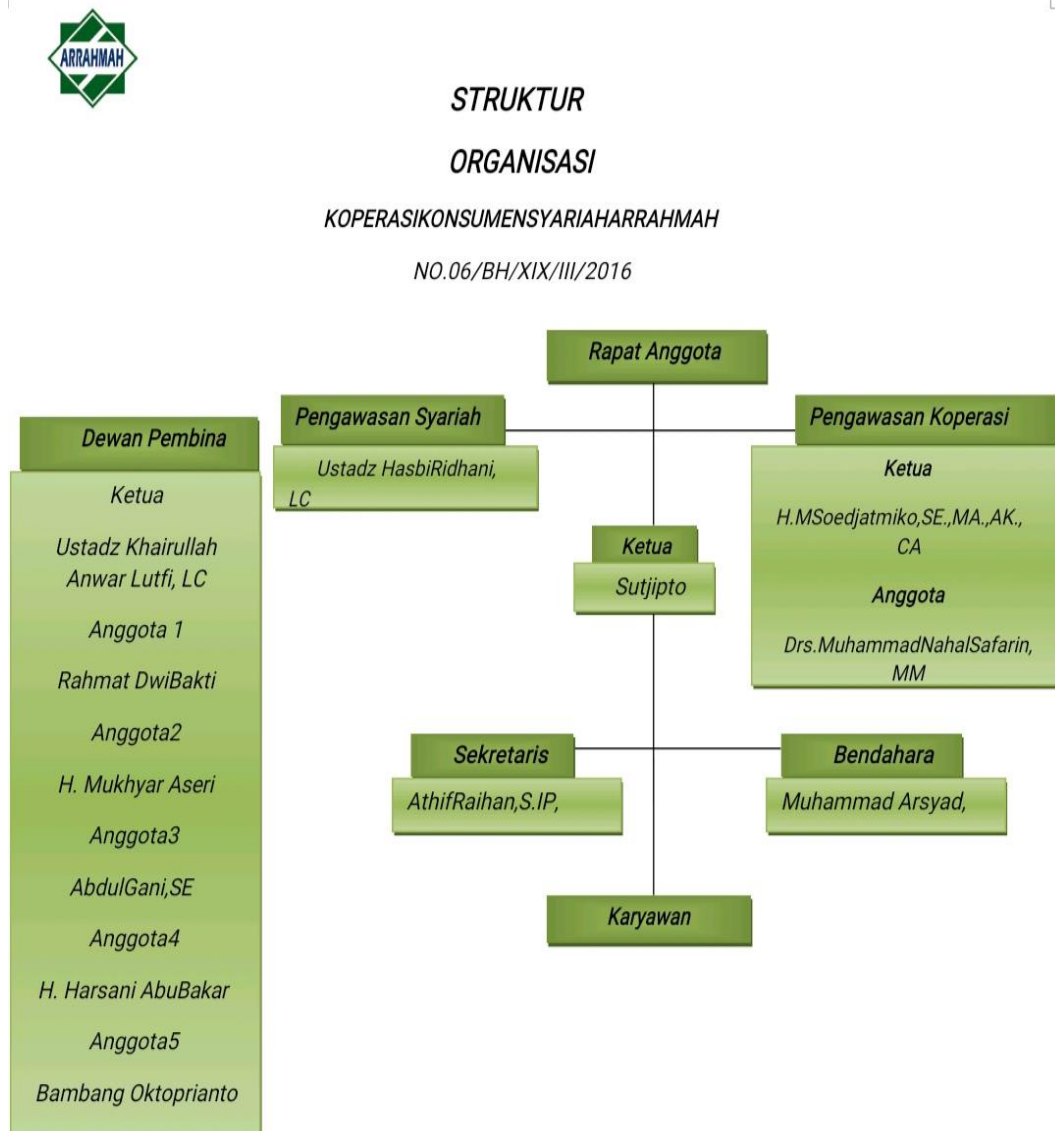 ARRAHMAH
STRUKTUR
ORGANISASI
KOPERASIKONSUMENSYARIAHARRAHMAH
NO.06/BH/XIX/III/2016
Rapat Anggota
Dewan Pembina
Ketua
Ustadz Khairullah
Anwar Lutfi, LC
Anggota 1
Rahmat DwiBakti
Anggota2
H. Mukhyar Aseri
Anggota3
AbdulGani,SE
Anggota4
H. Harsani AbuBakar
Anggota5
Bambang Oktoprianto
Pengawasan Syariah
Ustadz HasbiRidhani,
LC
Pengawasan Koperasi
Ketua
H.MSoedjatmiko,SE.,MA.,AK.,
CA
Anggota
Drs.MuhammadNahalSafarin,
MM
Ketua
Sutjipto
Sekretaris
AthifRaihan,S.IP,
Bendahara
Muhammad Arsyad,
Karyawan